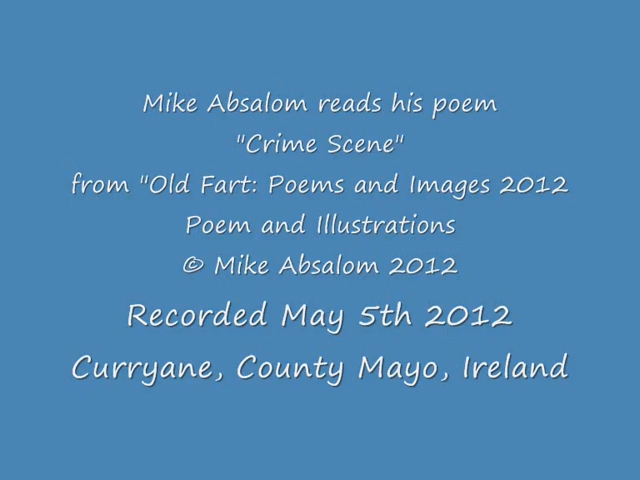 Mike Absalom reads his poem
"Crime Scene"
from "Old Fart: Poems and Images 2012
Poem and Illustrations
© Mike Absalom 2012
Recorded May 5th 2012
Curryane, County Mayo, Ireland